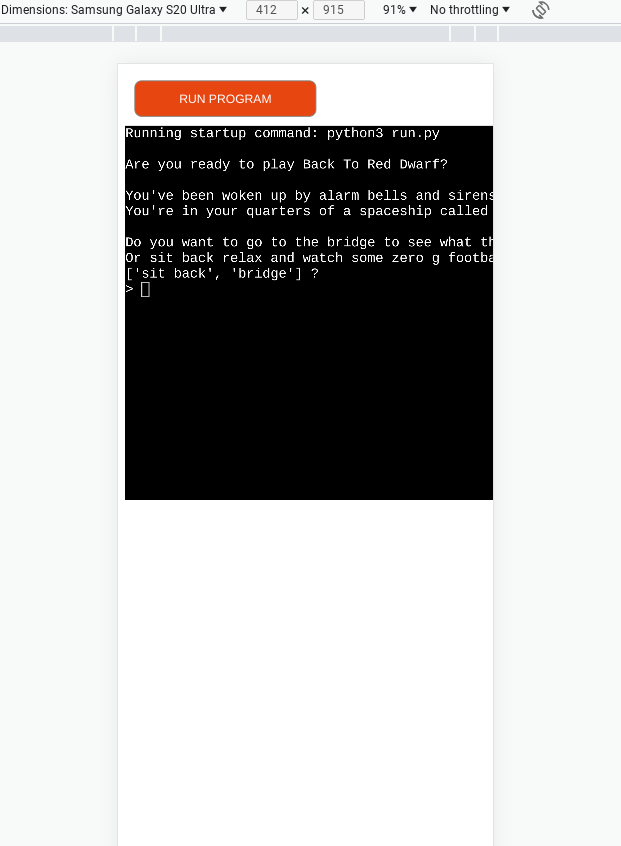 Dimensions: Samsung Galaxy S20 Ultra ▼ 412 × 915 91% ▼ No throttling ▼
RUN PROGRAM
Running startup command: python3 run.py
Are you ready to play Back To Red Dwarf?
You've been woken up by alarm bells and sirens
You're in your quarters of a spaceship called
Do you want to go to the bridge to see what th
Or sit back relax and watch some zero g footba
['sit back', 'bridge'] ?
>